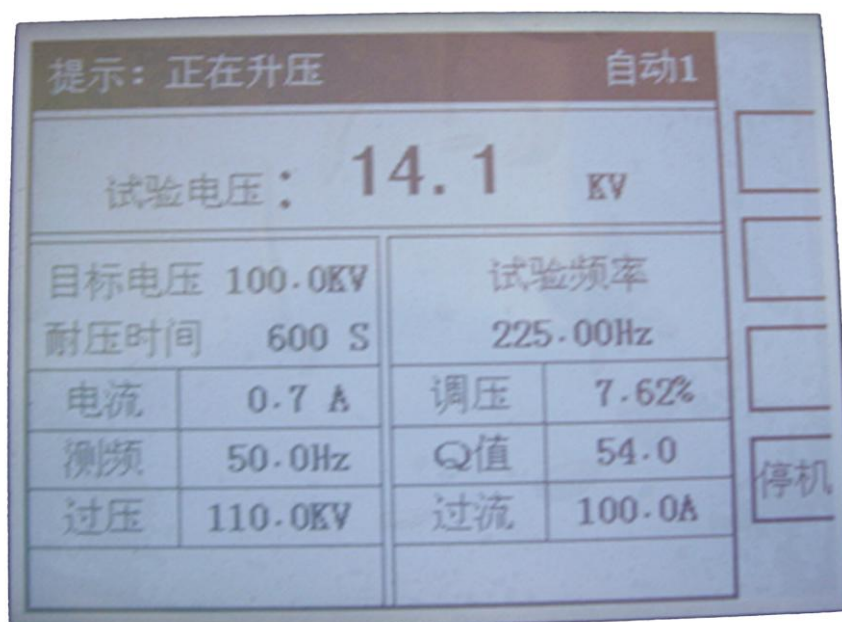 提示：正在升压 自动1
试验电压：14.1 KV
目标电压 100.0KV
耐压时间 600 S
试验频率
225.00Hz
电流 0.7 A 调压 7.62%
测频 50.0Hz Q值 54.0
过压 110.0KV 过流 100.0A
停机